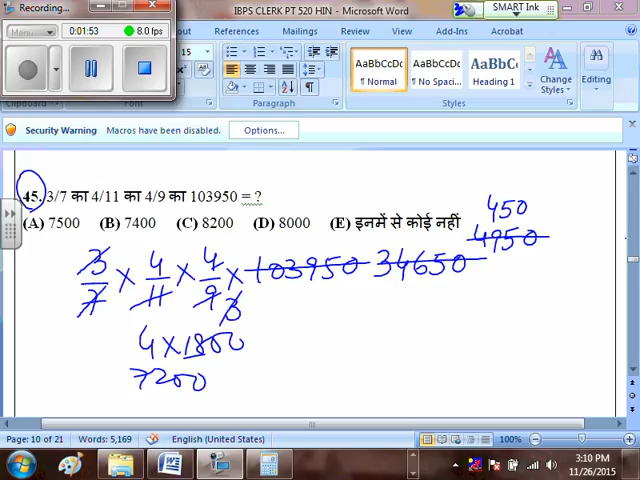 Recording...
IBPS CLERK PT 520 HIN - Microsoft Word
SMART Ink
Menu
0:01:53
8.0 fps
References
Mailings
Review
View
Add-Ins
Acrobat
15
AaBbCcDc AaBbCcDc AaBbC
¶ Normal ¶ No Spaci... Heading 1
Change Styles
Editing
Paragraph
Styles
Security Warning Macros have been disabled. Options...
45. 3/7 का 4/11 का 4/9 का 103950 = ?
(A) 7500 (B) 7400 (C) 8200 (D) 8000 (E) इनमें से कोई नहीं
450
4950
3/7 × 4/11 × 4/9 × 103950 34650
3
4×1800
7200
Page: 10 of 21 Words: 5,169 English (United States) 100%
3:10 PM
11/26/2015